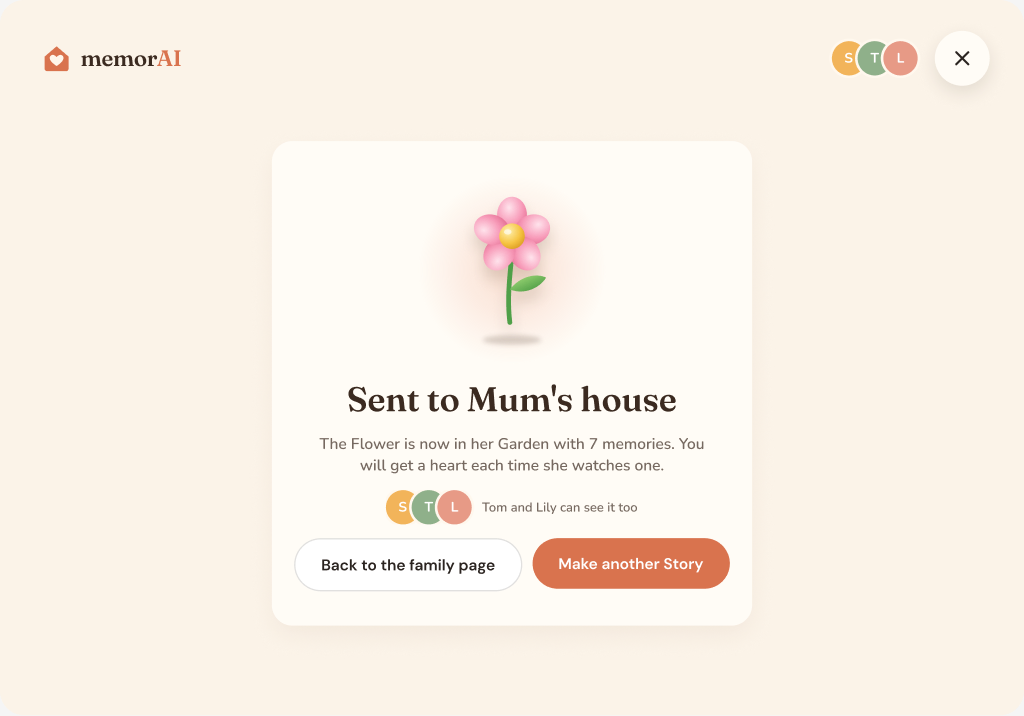 memorAI
S T L
Sent to Mum's house
The Flower is now in her Garden with 7 memories. You
will get a heart each time she watches one.
S T L Tom and Lily can see it too
Back to the family page
Make another Story